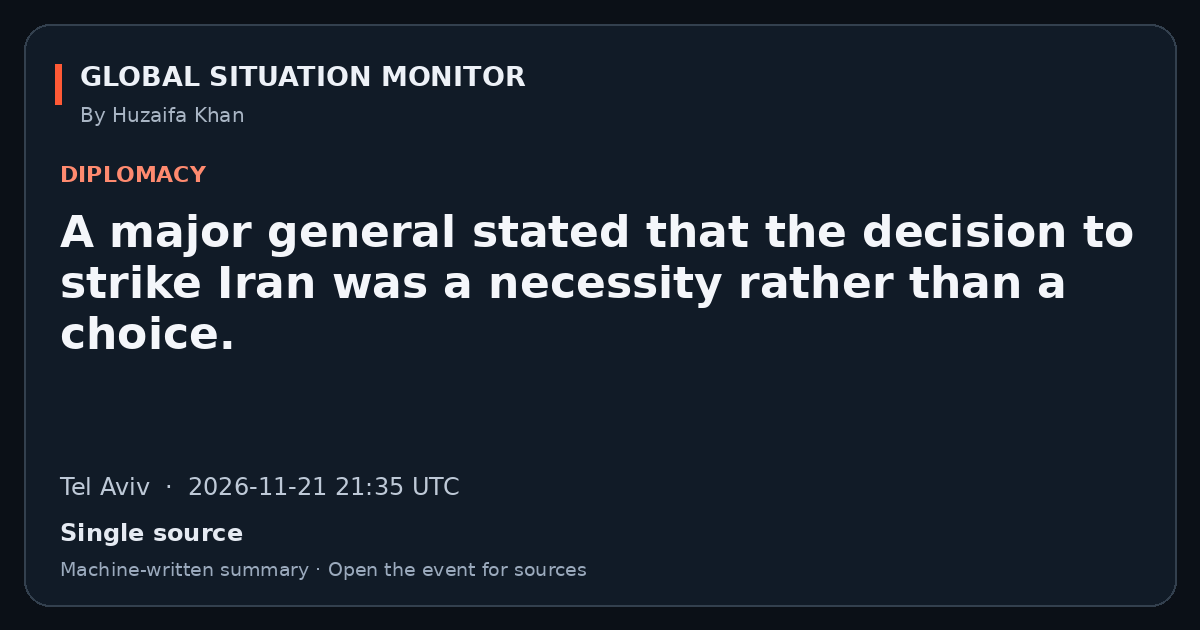 GLOBAL SITUATION MONITOR
By Huzaifa Khan
DIPLOMACY
A major general stated that the decision to
strike Iran was a necessity rather than a
choice.
Tel Aviv · 2026-11-21 21:35 UTC
Single source
Machine-written summary · Open the event for sources